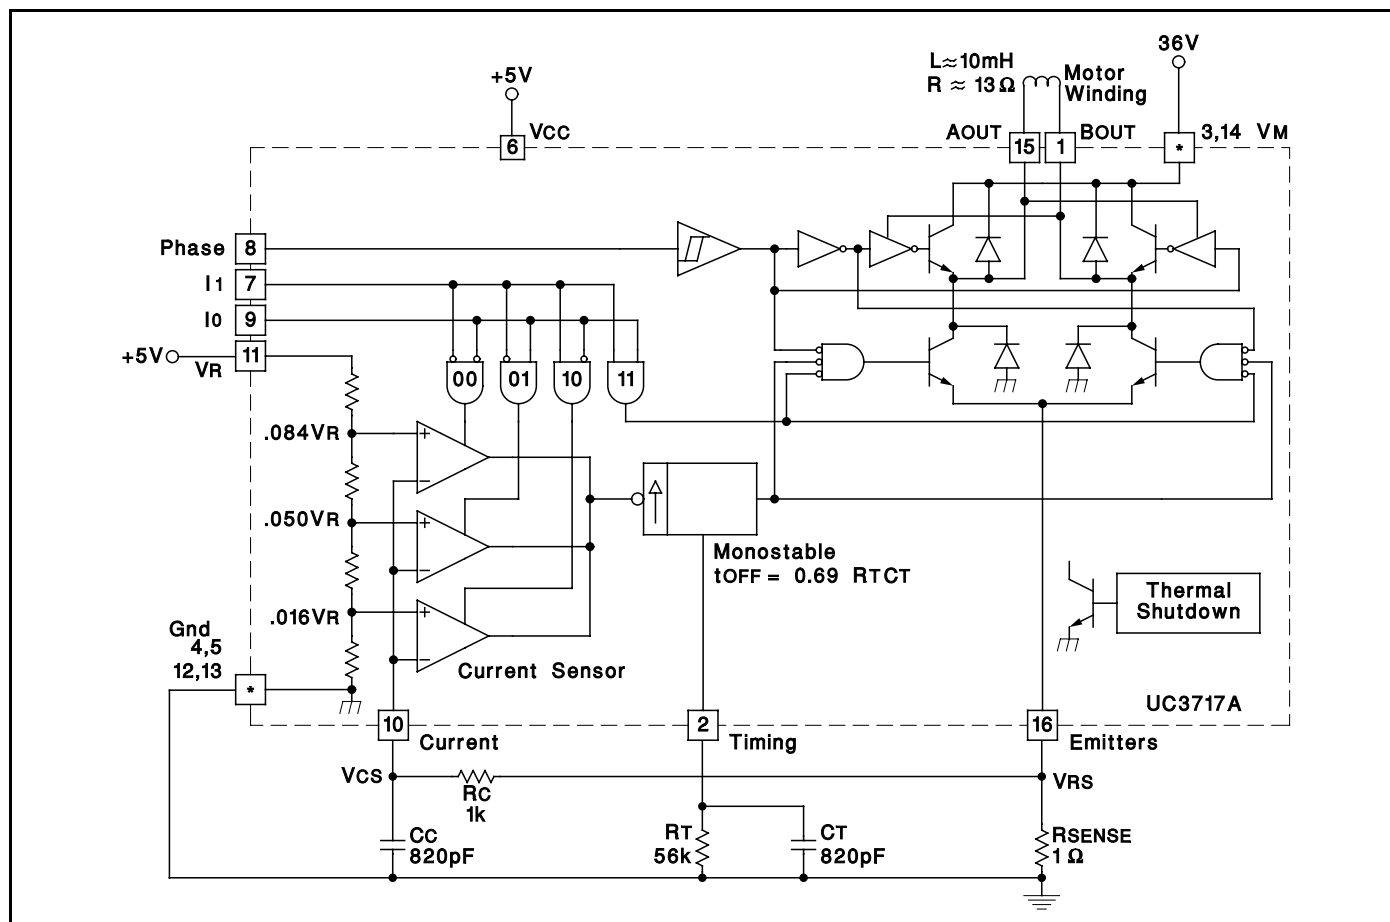 36V
L≈10mH
R ≈ 13Ω
Motor
Winding
+5V
VCC
6
AOUT
15
1
BOUT
*
3,14 VM
Phase
8
I1
7
I0
9
+5V
VR
11
00
01
10
11
.084VR
+
−
.050VR
+
−
.016VR
+
−
Current Sensor
Monostable
tOFF = 0.69 RTCT
Thermal
Shutdown
Gnd
4,5
12,13
*
UC3717A
10
Current
2
Timing
16
Emitters
VCS
RC
1k
VRS
CC
820pF
RT
56k
CT
820pF
RSENSE
1Ω